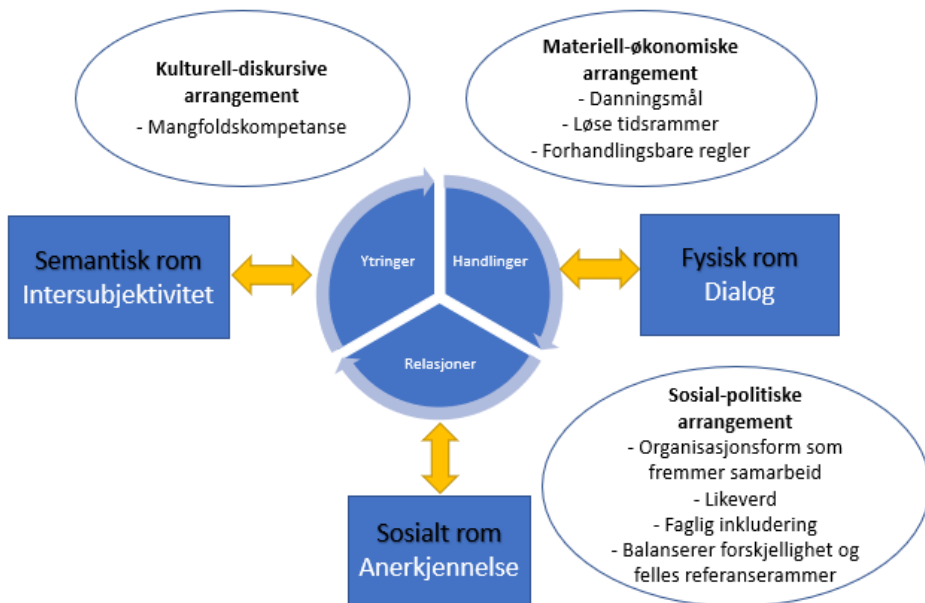 Kulturell-diskursive
arrangement
- Mangfoldskompetanse
Materiell-økonomiske
arrangement
- Danningsmål
- Løse tidsrammer
- Forhandlingsbare regler
Semantisk rom
Intersubjektivitet
Ytringer
Handlinger
Relasjoner
Fysisk rom
Dialog
Sosialt rom
Anerkjennelse
Sosial-politiske
arrangement
- Organisasjonsform som
fremmer samarbeid
- Likeverd
- Faglig inkludering
- Balanserer forskjellighet og
felles referanserammer